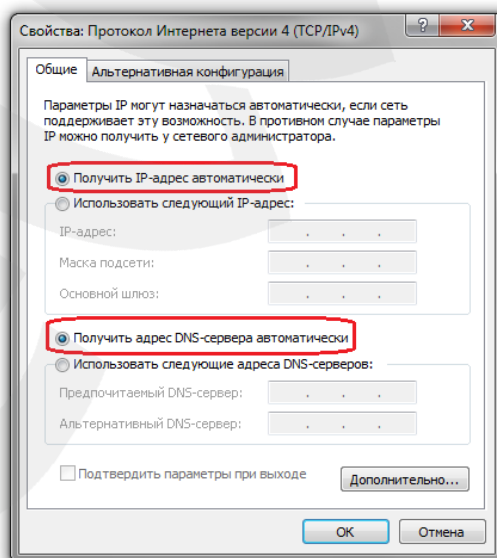 Свойства: Протокол Интернета версии 4 (TCP/IPv4)
Общие
Альтернативная конфигурация
Параметры IP могут назначаться автоматически, если сеть
поддерживает эту возможность. В противном случае параметры
IP можно получить у сетевого администратора.
Получить IP-адрес автоматически
Использовать следующий IP-адрес:
IP-адрес:
Маска подсети:
Основной шлюз:
Получить адрес DNS-сервера автоматически
Использовать следующие адреса DNS-серверов:
Предпочитаемый DNS-сервер:
Альтернативный DNS-сервер:
Подтвердить параметры при выходе
Дополнительно...
ОК
Отмена